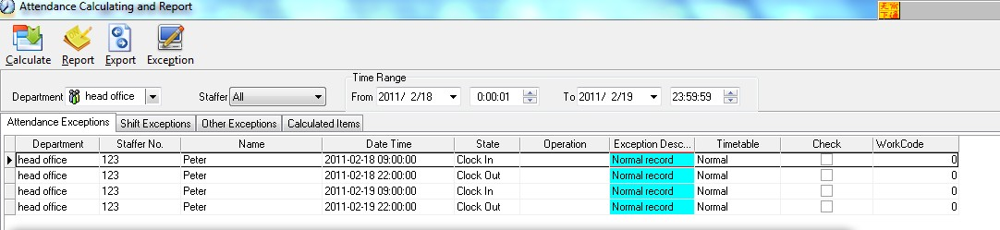 Attendance Calculating and Report
天富
下通
Calculate Report Export Exception
Time Range
Department head office Staffer All From 2011/ 2/18 0:00:01 To 2011/ 2/19 23:59:59
Attendance Exceptions Shift Exceptions Other Exceptions Calculated Items
Department Staffer No. Name Date Time State Operation Exception Desc... Timetable Check WorkCode
head office 123 Peter 2011-02-18 09:00:00 Clock In Normal record Normal 0
head office 123 Peter 2011-02-18 22:00:00 Clock Out Normal record Normal 0
head office 123 Peter 2011-02-19 09:00:00 Clock In Normal record Normal 0
head office 123 Peter 2011-02-19 22:00:00 Clock Out Normal record Normal 0